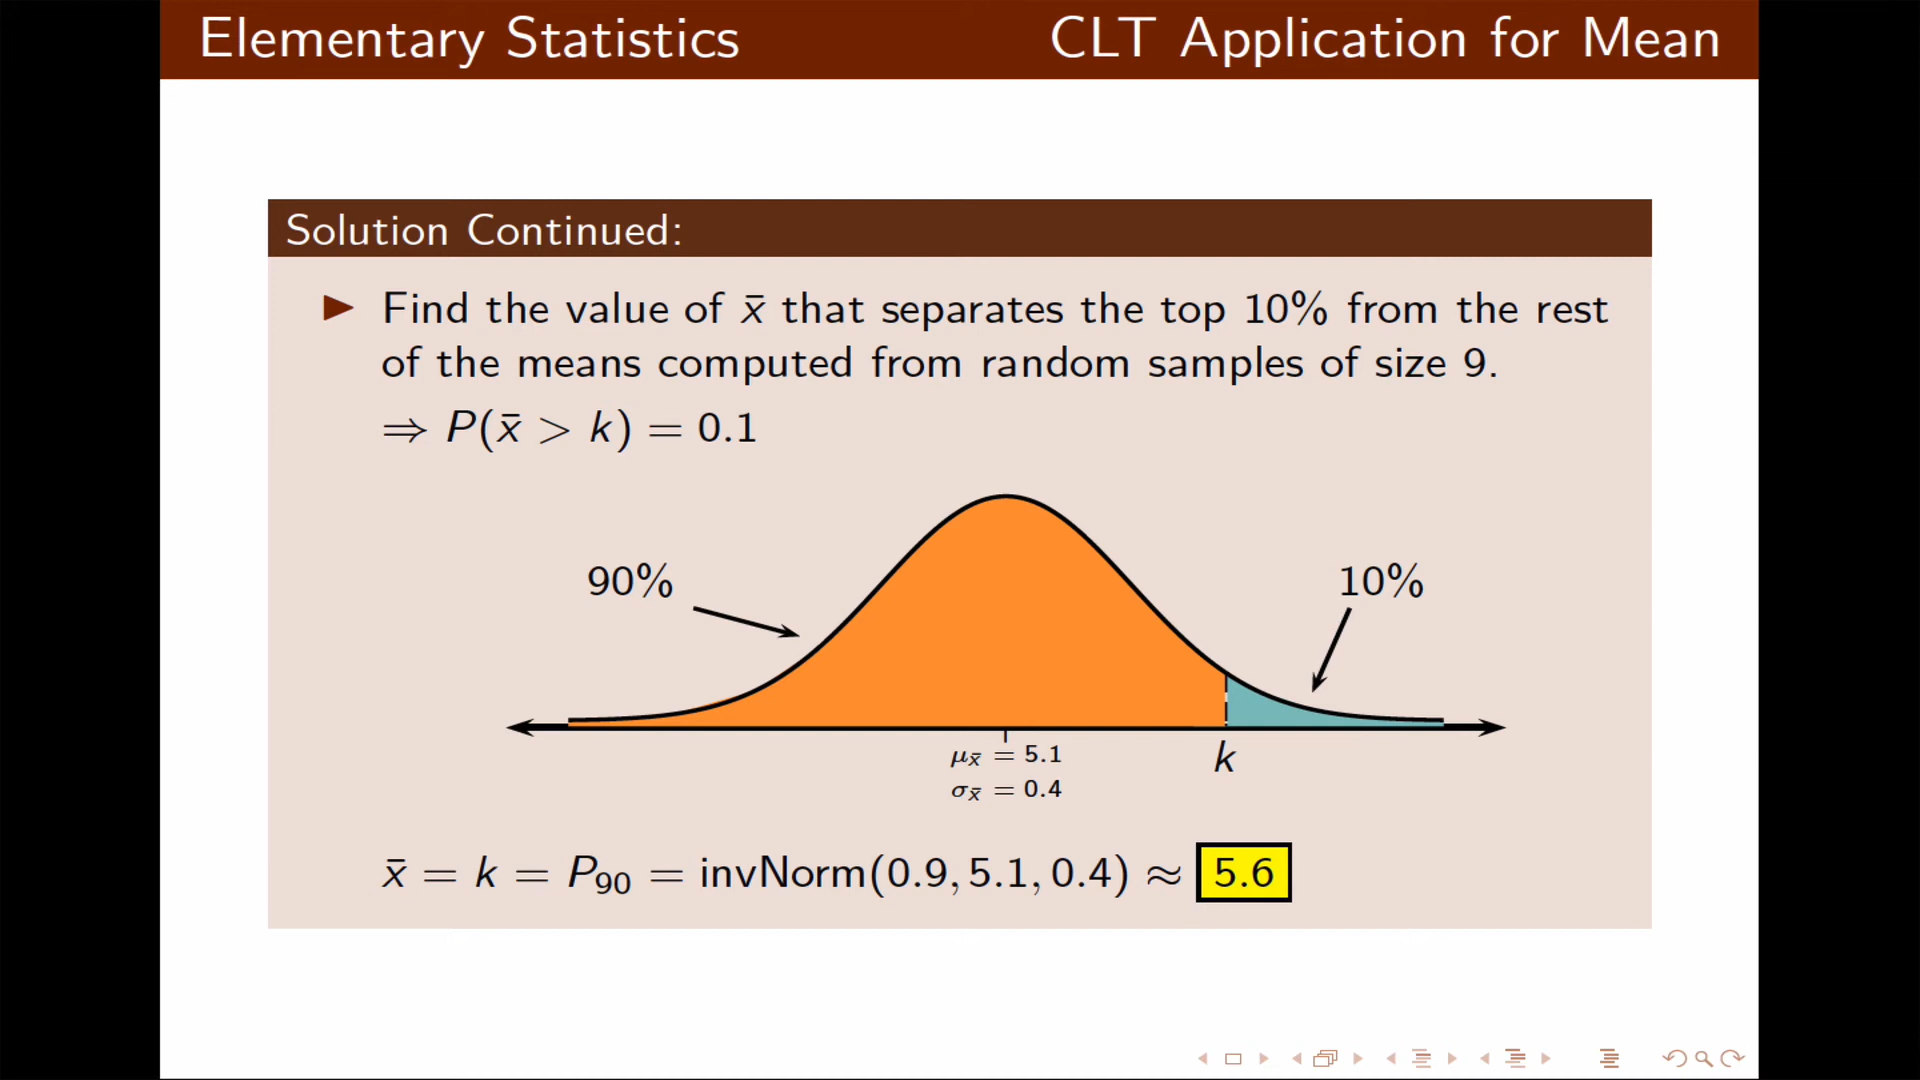 Elementary Statistics CLT Application for Mean
Solution Continued:
Find the value of x̄ that separates the top 10% from the rest
of the means computed from random samples of size 9.
⇒ P(x̄ > k) = 0.1
90%
10%
μx̄ = 5.1
k
σx̄ = 0.4
x̄ = k = P₉₀ = invNorm(0.9, 5.1, 0.4) ≈ 5.6